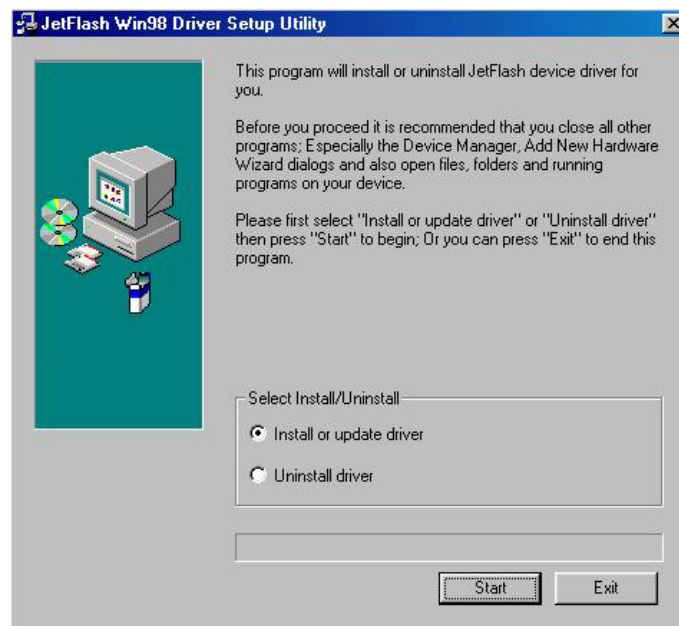 JetFlash Win98 Driver Setup Utility
This program will install or uninstall JetFlash device driver for
you.
Before you proceed it is recommended that you close all other
programs; Especially the Device Manager, Add New Hardware
Wizard dialogs and also open files, folders and running
programs on your device.
Please first select "Install or update driver" or "Uninstall driver"
then press "Start" to begin; Or you can press "Exit" to end this
program.
Select Install/Uninstall
Install or update driver
Uninstall driver
Start Exit